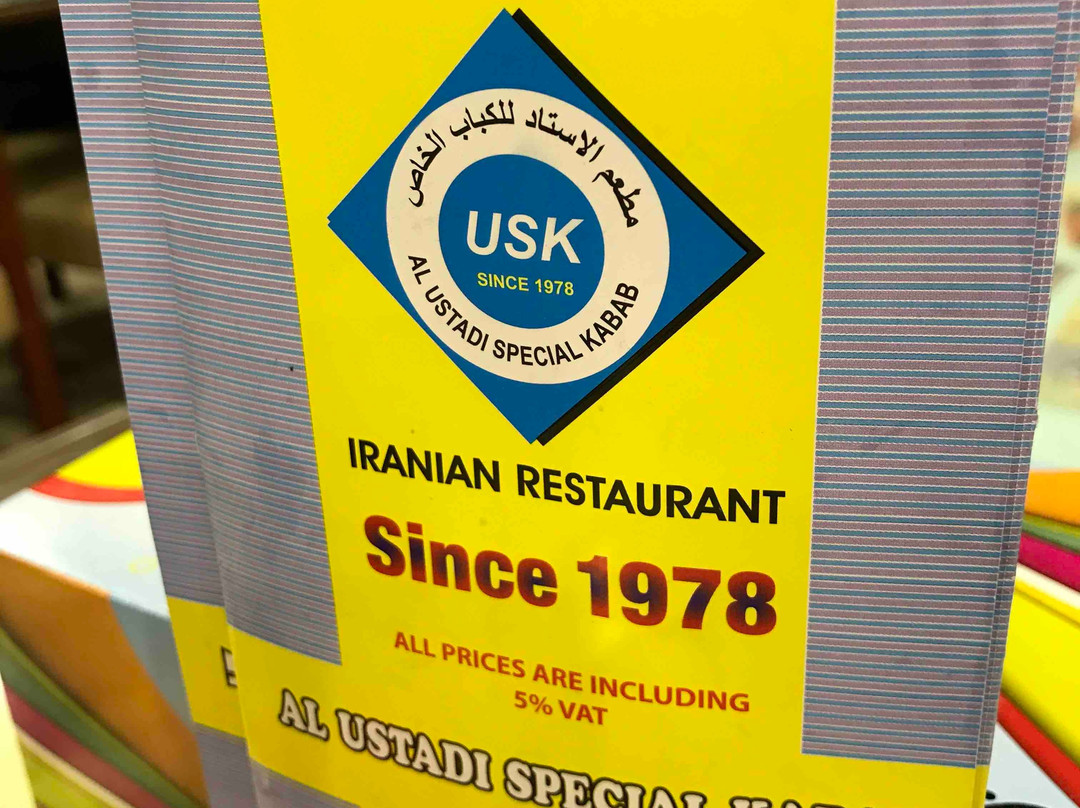 مطعم الاستاد للكباب الخاص
USK
SINCE 1978
AL USTADI SPECIAL KABAB
IRANIAN RESTAURANT
Since 1978
ALL PRICES ARE INCLUDING
5% VAT
AL USTADI SPECIAL